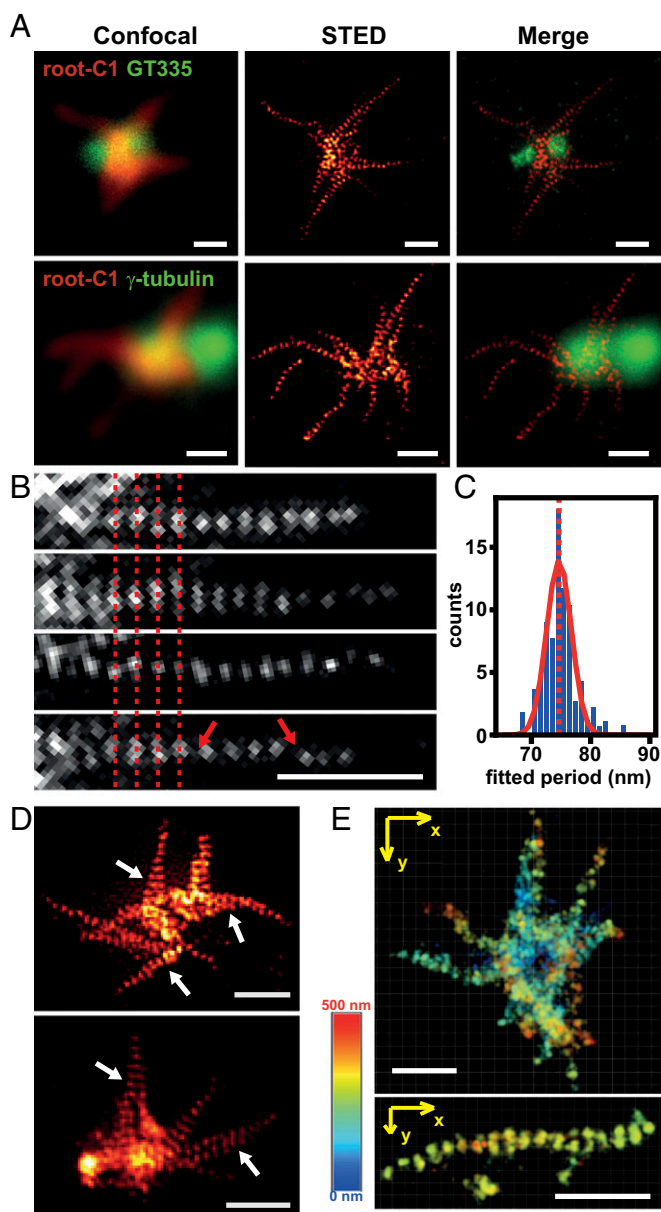 A
Confocal
STED
Merge
root-C1 GT335
root-C1 γ-tubulin
B
C
counts
15
10
5
0
70
80
90
fitted period (nm)
D
E
x
y
500 nm
0 nm
x
y